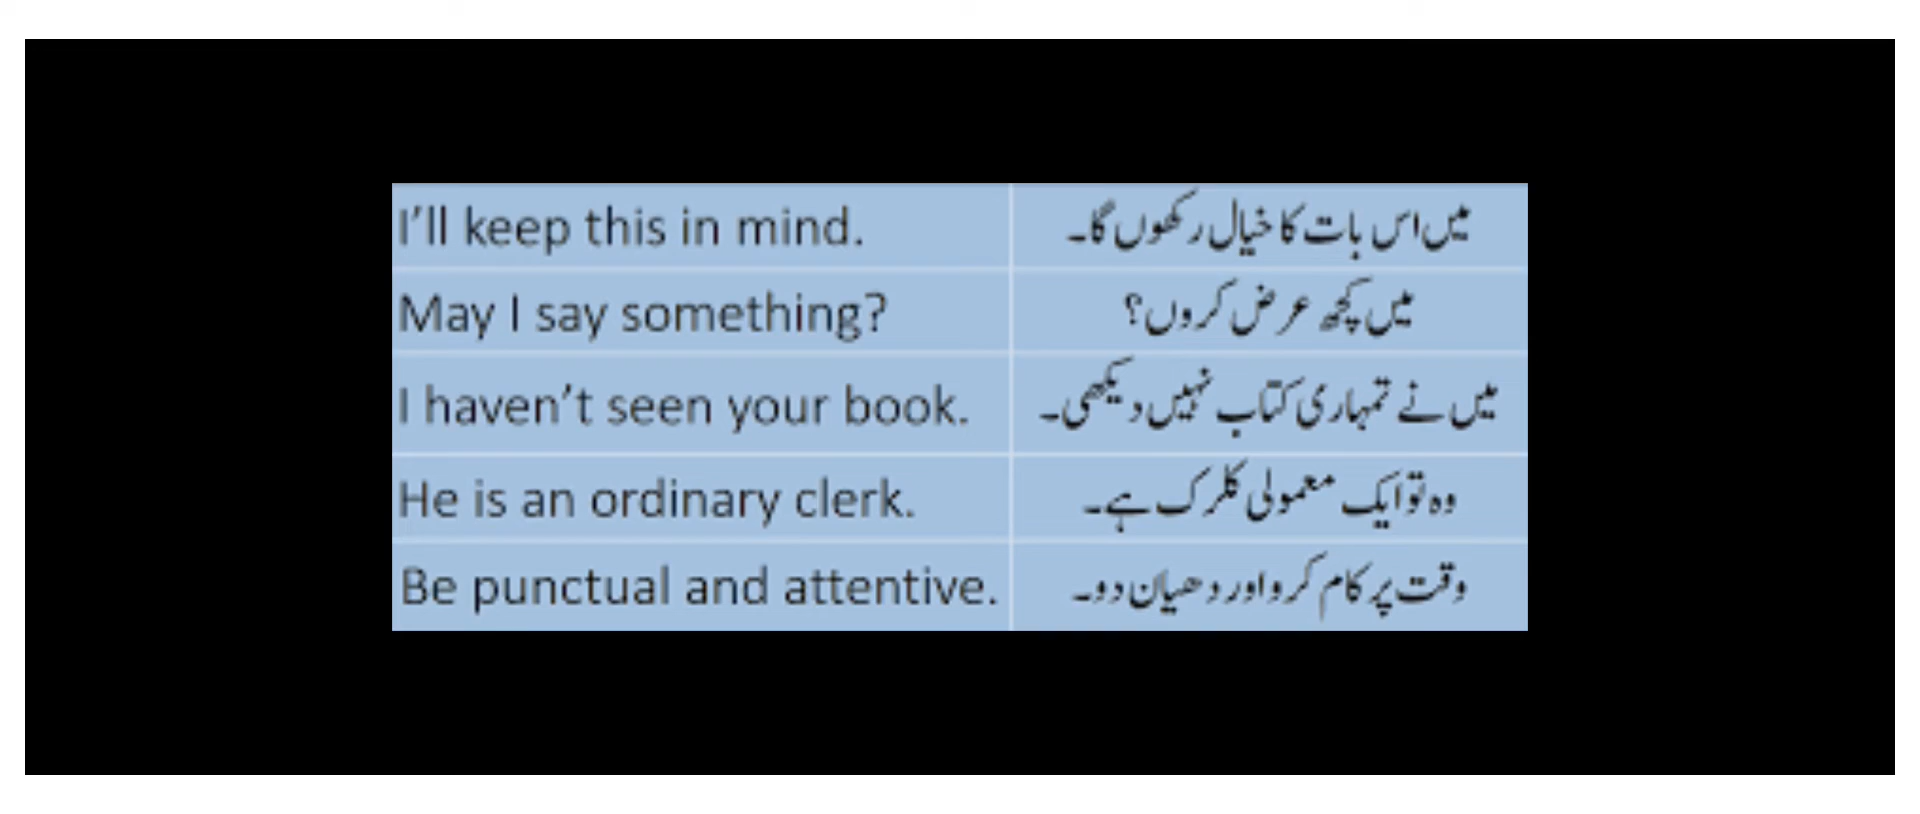 I'll keep this in mind. میں اس بات کا خیال رکھوں گا۔
May I say something? میں کچھ عرض کروں؟
I haven't seen your book. میں نے تمہاری کتاب نہیں دیکھی۔
He is an ordinary clerk. وہ تو ایک معمولی کلرک ہے۔
Be punctual and attentive. وقت پر کام کرو اور دھیان دو۔